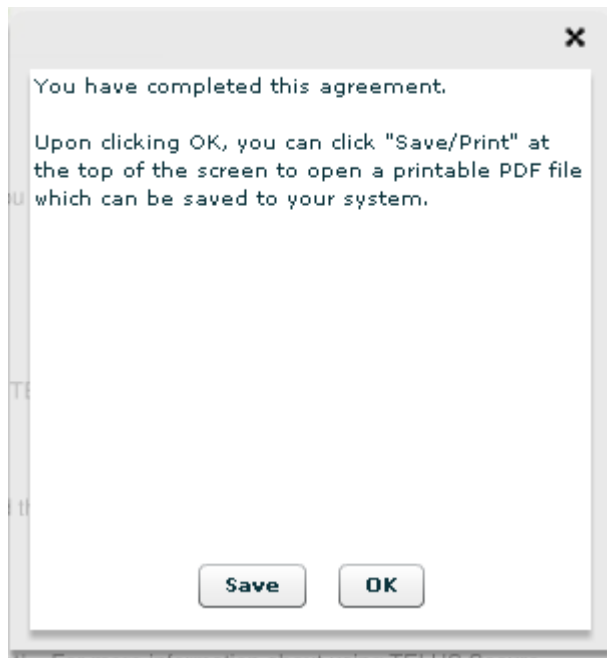 You have completed this agreement.
Upon clicking OK, you can click "Save/Print" at
the top of the screen to open a printable PDF file
which can be saved to your system.
Save OK